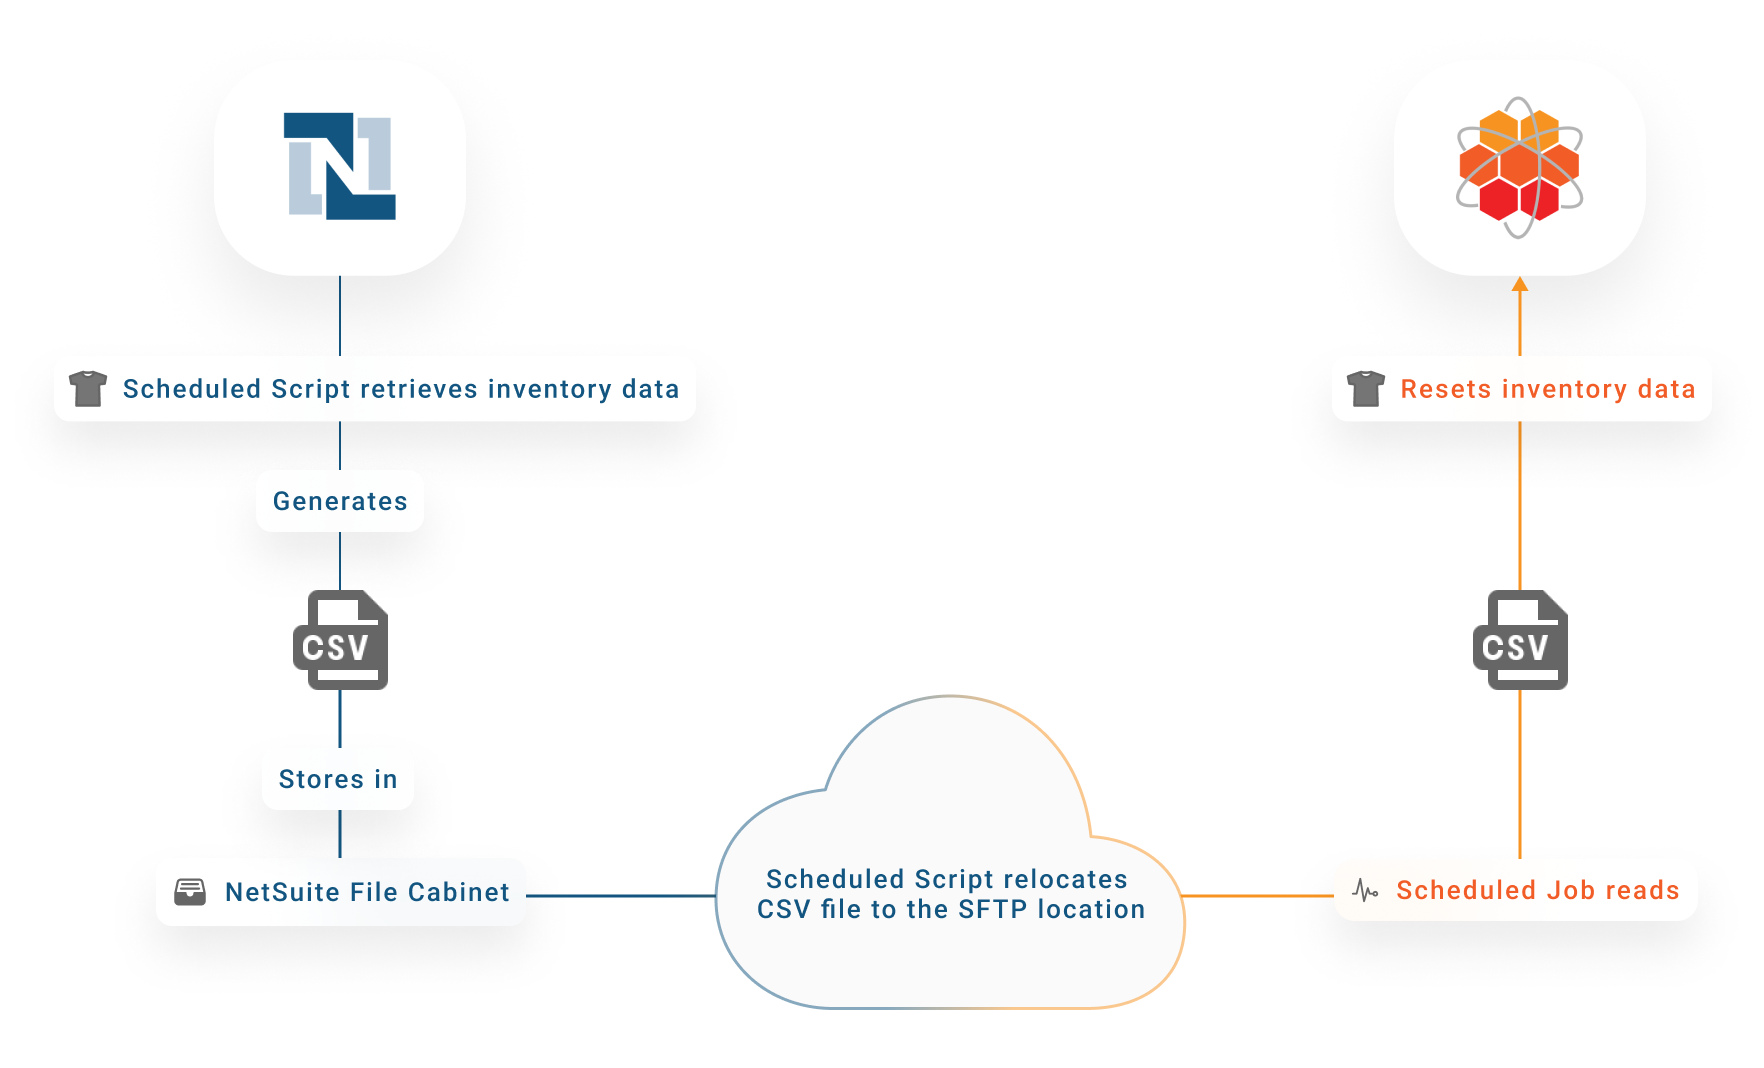 N
Scheduled Script retrieves inventory data
Generates
CSV
Stores in
NetSuite File Cabinet
Scheduled Script relocates
CSV file to the SFTP location
Scheduled Job reads
CSV
Resets inventory data